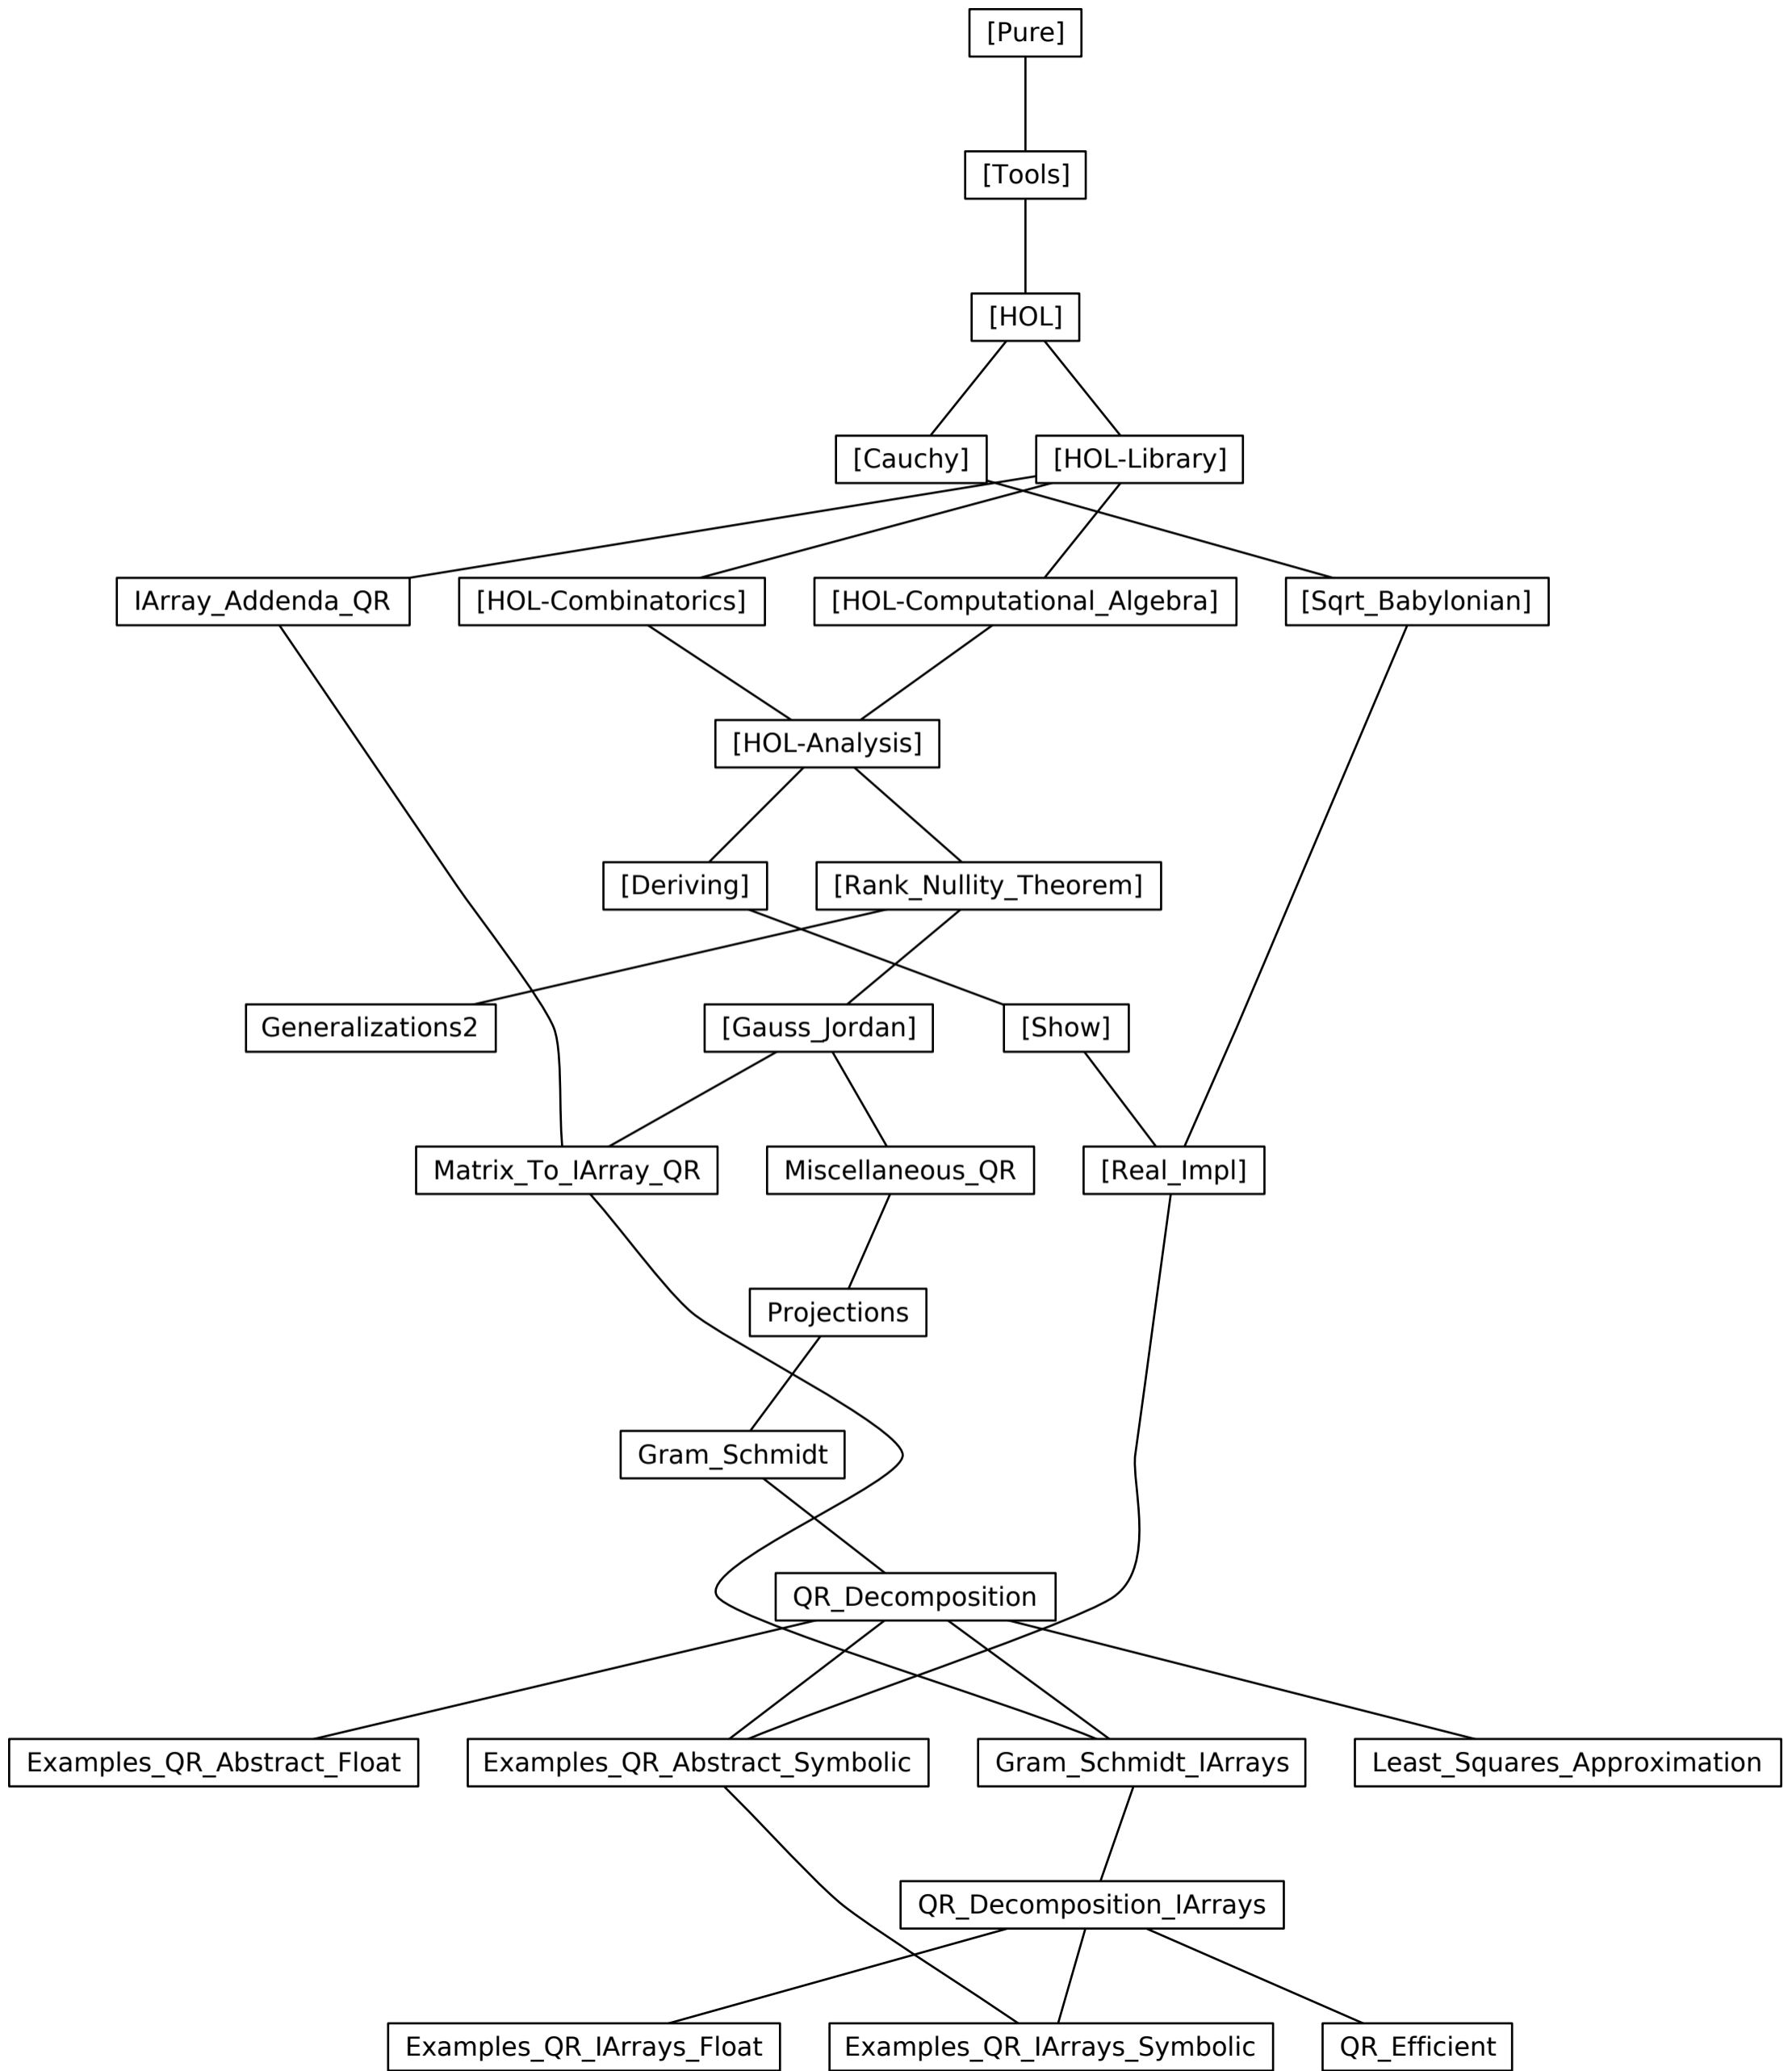 [Pure]
[Tools]
[HOL]
[Cauchy]
[HOL-Library]
IArray_Addenda_QR
[HOL-Combinatorics]
[HOL-Computational_Algebra]
[Sqrt_Babylonian]
[HOL-Analysis]
[Deriving]
[Rank_Nullity_Theorem]
Generalizations2
[Gauss_Jordan]
[Show]
Matrix_To_IArray_QR
Miscellaneous_QR
[Real_Impl]
Projections
Gram_Schmidt
QR_Decomposition
Examples_QR_Abstract_Float
Examples_QR_Abstract_Symbolic
Gram_Schmidt_IArrays
Least_Squares_Approximation
QR_Decomposition_IArrays
Examples_QR_IArrays_Float
Examples_QR_IArrays_Symbolic
QR_Efficient